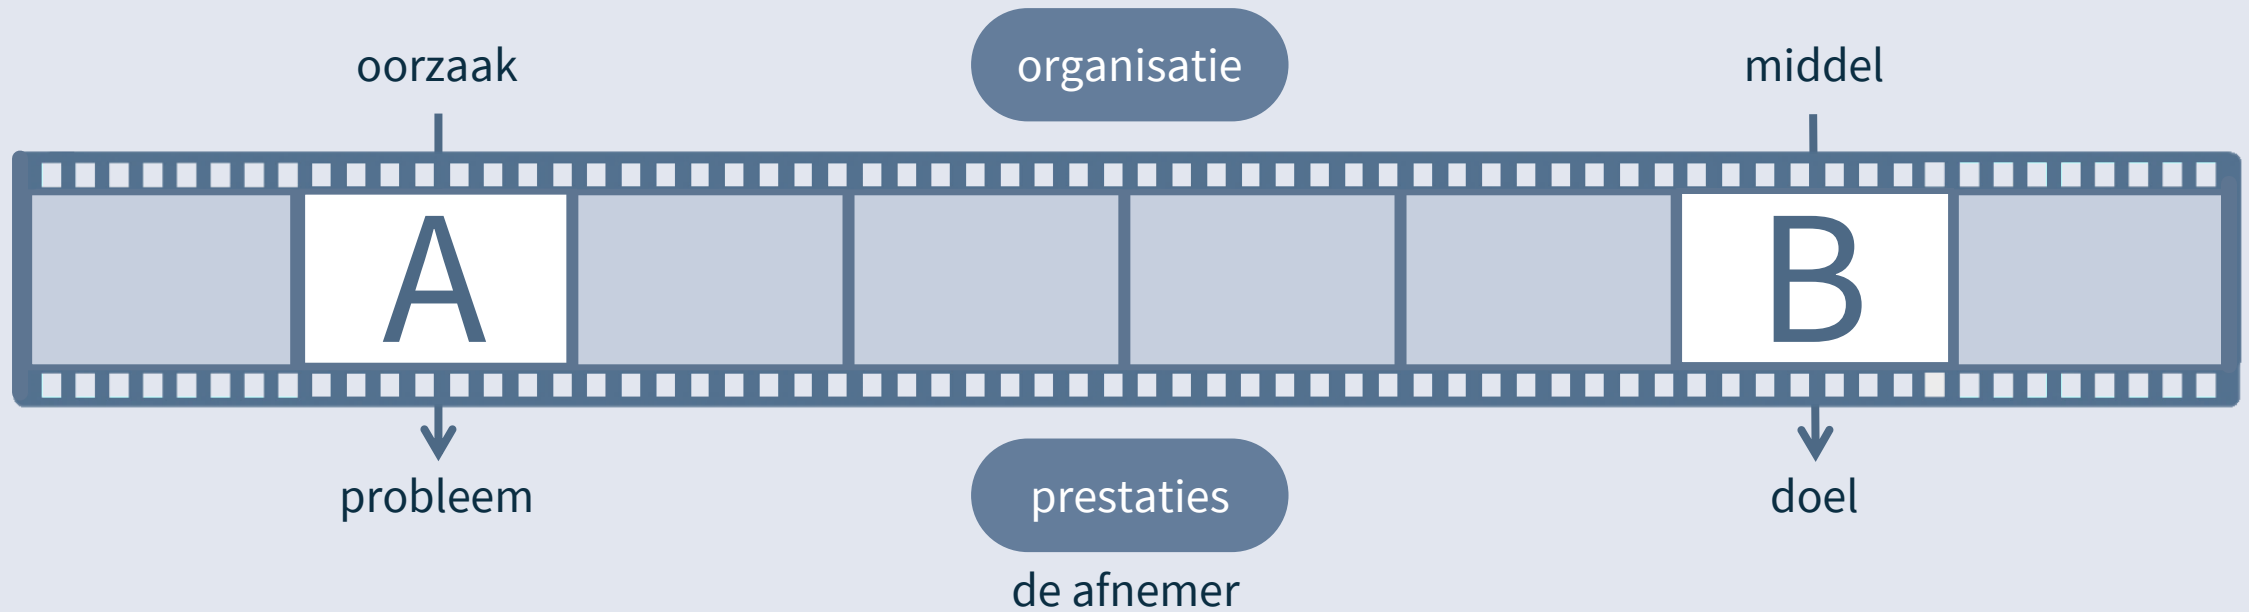 oorzaak
organisatie
middel
A
B
probleem
prestaties
doel
de afnemer